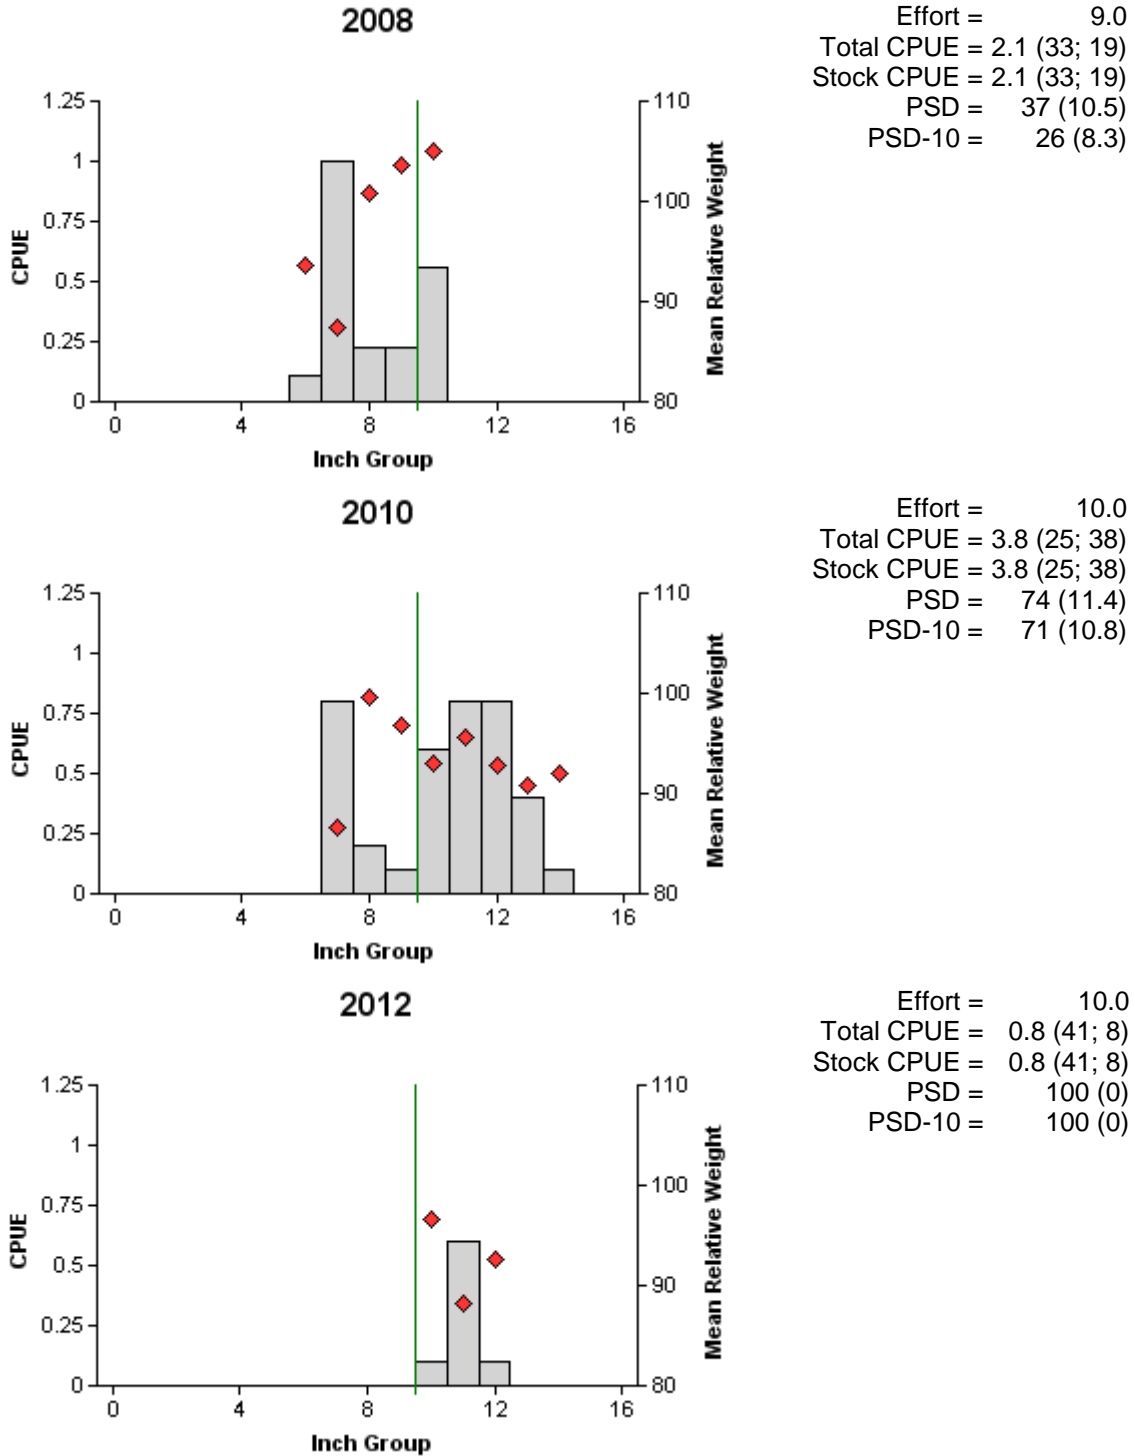 2008
Effort = 9.0
Total CPUE = 2.1 (33; 19)
Stock CPUE = 2.1 (33; 19)
PSD = 37 (10.5)
PSD-10 = 26 (8.3)
1.25
1
0.75
0.5
0.25
0
CPUE
110
100
90
80
Mean Relative Weight
0 4 8 12 16
Inch Group
2010
Effort = 10.0
Total CPUE = 3.8 (25; 38)
Stock CPUE = 3.8 (25; 38)
PSD = 74 (11.4)
PSD-10 = 71 (10.8)
1.25
1
0.75
0.5
0.25
0
CPUE
110
100
90
80
Mean Relative Weight
0 4 8 12 16
Inch Group
2012
Effort = 10.0
Total CPUE = 0.8 (41; 8)
Stock CPUE = 0.8 (41; 8)
PSD = 100 (0)
PSD-10 = 100 (0)
1.25
1
0.75
0.5
0.25
0
CPUE
110
100
90
80
Mean Relative Weight
0 4 8 12 16
Inch Group